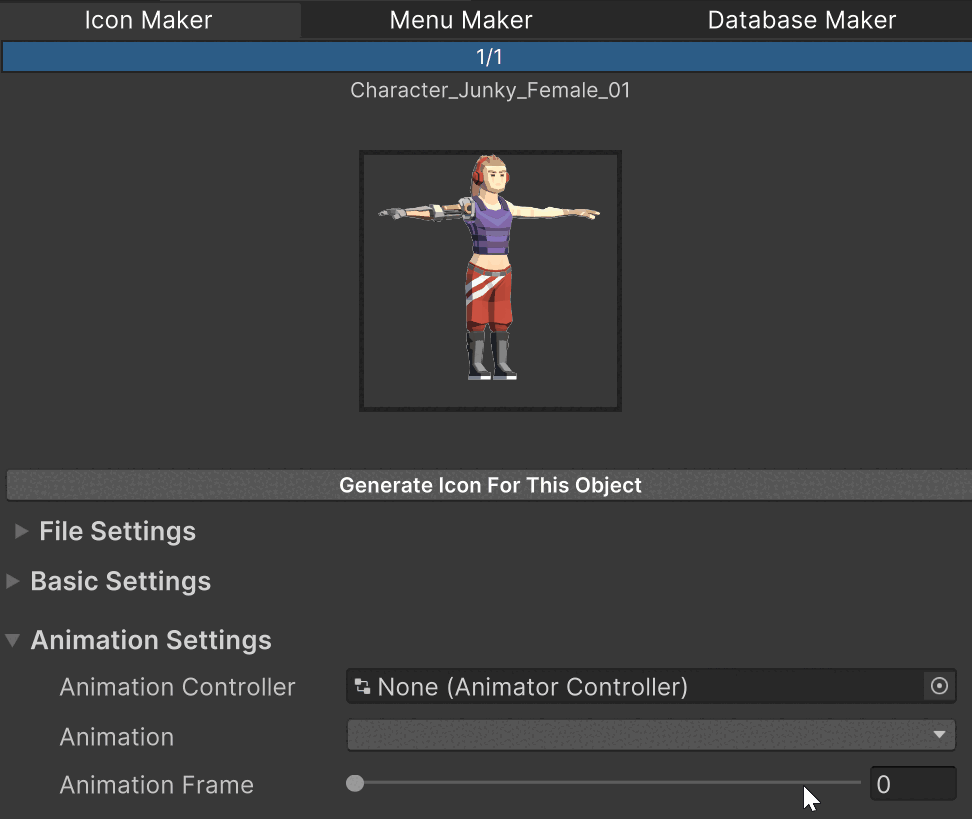 Icon Maker Menu Maker Database Maker
1/1
Character_Junky_Female_01
Generate Icon For This Object
File Settings
Basic Settings
Animation Settings
Animation Controller None (Animator Controller)
Animation
Animation Frame 0